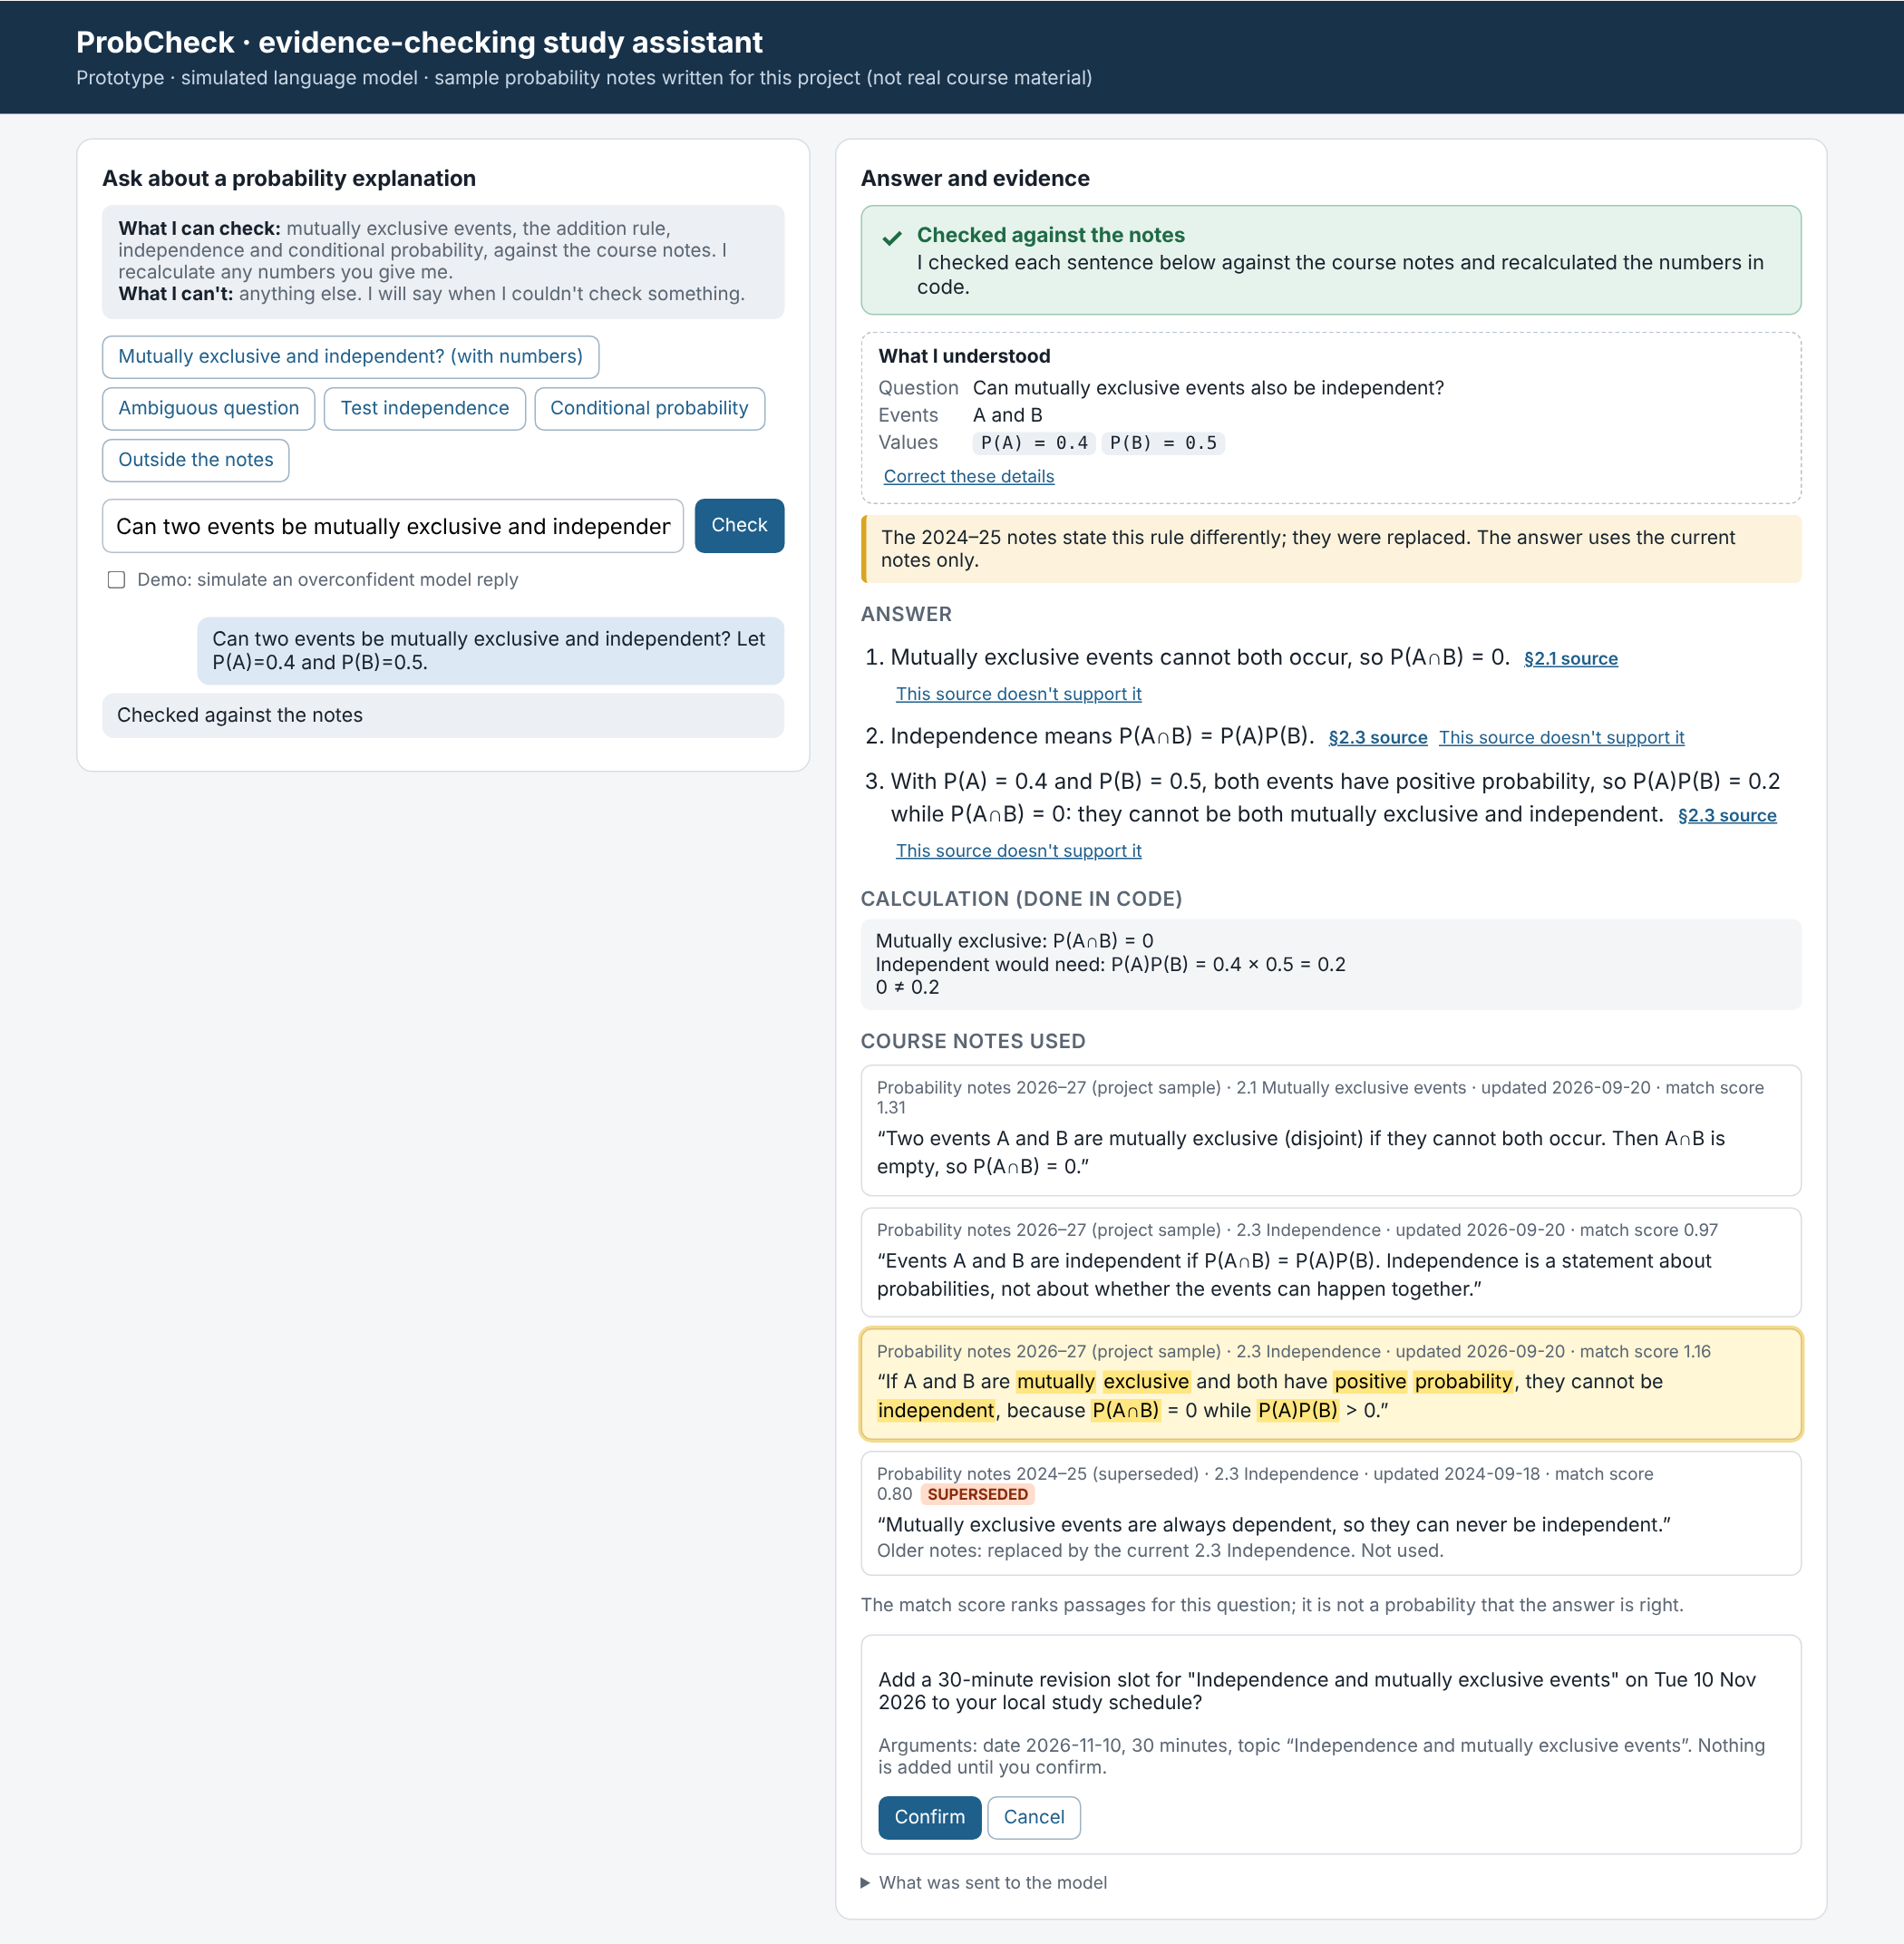 ProbCheck · evidence-checking study assistant
Prototype · simulated language model · sample probability notes written for this project (not real course material)
Ask about a probability explanation
What I can check: mutually exclusive events, the addition rule,
independence and conditional probability, against the course notes. I
recalculate any numbers you give me.
What I can't: anything else. I will say when I couldn't check something.
Mutually exclusive and independent? (with numbers)
Ambiguous question
Test independence
Conditional probability
Outside the notes
Can two events be mutually exclusive and independer
Check
Demo: simulate an overconfident model reply
Can two events be mutually exclusive and independent? Let
P(A)=0.4 and P(B)=0.5.
Checked against the notes
Answer and evidence
✓ Checked against the notes
I checked each sentence below against the course notes and recalculated the numbers in
code.
What I understood
Question Can mutually exclusive events also be independent?
Events A and B
Values P(A) = 0.4 P(B) = 0.5
Correct these details
The 2024–25 notes state this rule differently; they were replaced. The answer uses the current
notes only.
ANSWER
1. Mutually exclusive events cannot both occur, so P(A∩B) = 0. §2.1 source
This source doesn't support it
2. Independence means P(A∩B) = P(A)P(B). §2.3 source This source doesn't support it
3. With P(A) = 0.4 and P(B) = 0.5, both events have positive probability, so P(A)P(B) = 0.2
while P(A∩B) = 0: they cannot be both mutually exclusive and independent. §2.3 source
This source doesn't support it
CALCULATION (DONE IN CODE)
Mutually exclusive: P(A∩B) = 0
Independent would need: P(A)P(B) = 0.4 × 0.5 = 0.2
0 ≠ 0.2
COURSE NOTES USED
Probability notes 2026–27 (project sample) · 2.1 Mutually exclusive events · updated 2026-09-20 · match score
1.31
“Two events A and B are mutually exclusive (disjoint) if they cannot both occur. Then A∩B is
empty, so P(A∩B) = 0.”
Probability notes 2026–27 (project sample) · 2.3 Independence · updated 2026-09-20 · match score 0.97
“Events A and B are independent if P(A∩B) = P(A)P(B). Independence is a statement about
probabilities, not about whether the events can happen together.”
Probability notes 2026–27 (project sample) · 2.3 Independence · updated 2026-09-20 · match score 1.16
“If A and B are mutually exclusive and both have positive probability, they cannot be
independent, because P(A∩B) = 0 while P(A)P(B) > 0.”
Probability notes 2024–25 (superseded) · 2.3 Independence · updated 2024-09-18 · match score
0.80 SUPERSEDED
“Mutually exclusive events are always dependent, so they can never be independent.”
Older notes: replaced by the current 2.3 Independence. Not used.
The match score ranks passages for this question; it is not a probability that the answer is right.
Add a 30-minute revision slot for "Independence and mutually exclusive events" on Tue 10 Nov
2026 to your local study schedule?
Arguments: date 2026-11-10, 30 minutes, topic “Independence and mutually exclusive events”. Nothing
is added until you confirm.
Confirm
Cancel
▶ What was sent to the model